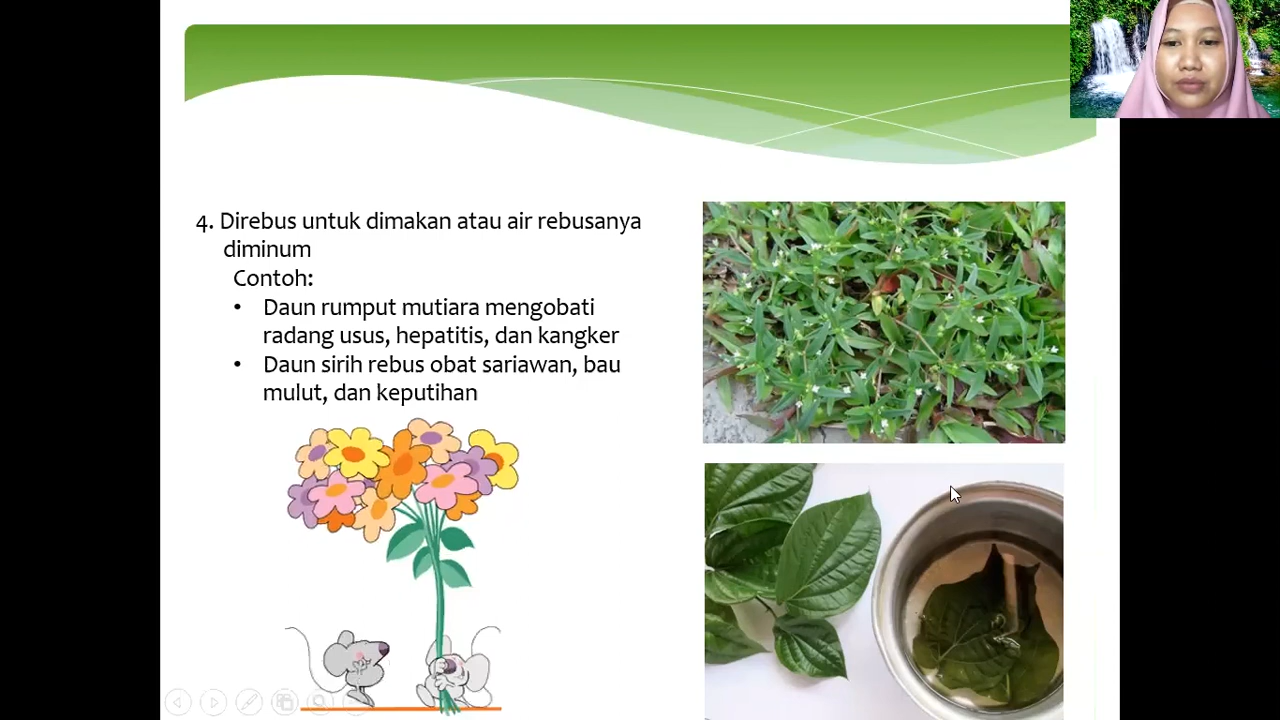 4. Direbus untuk dimakan atau air rebusanya
diminum
Contoh:
• Daun rumput mutiara mengobati
radang usus, hepatitis, dan kangker
• Daun sirih rebus obat sariawan, bau
mulut, dan keputihan